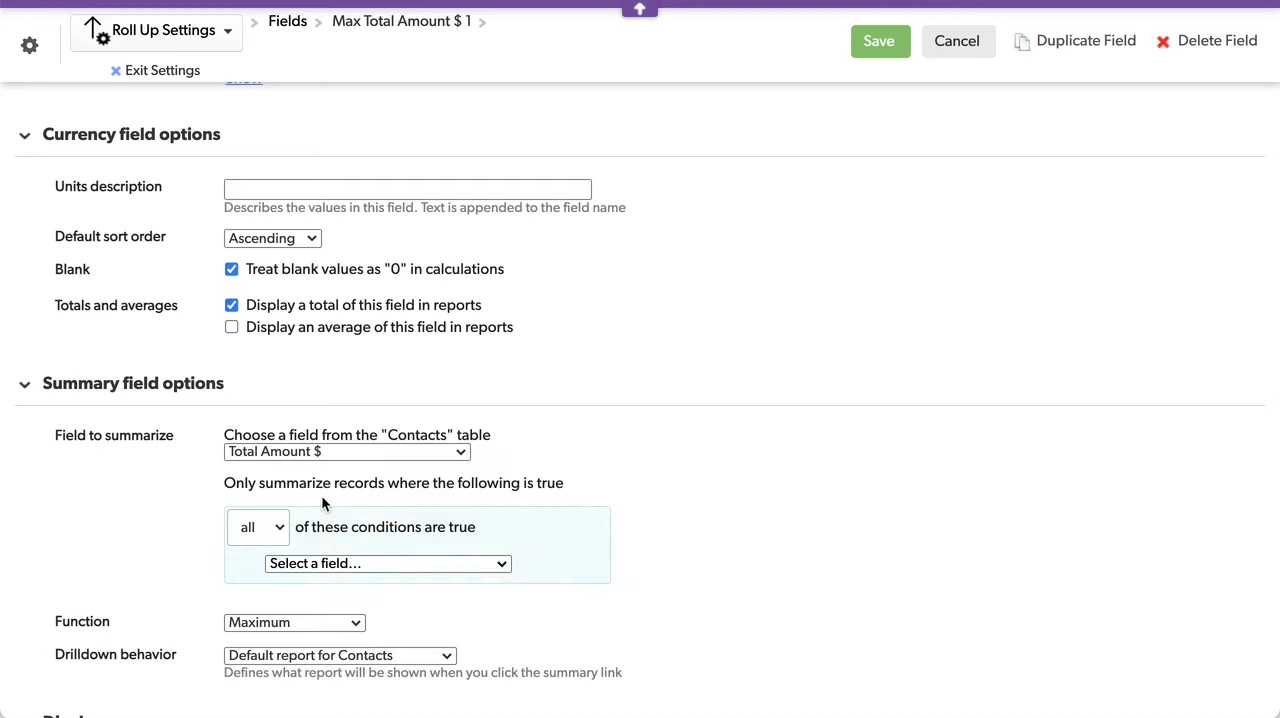 Roll Up Settings
Fields
Max Total Amount $ 1
Save
Cancel
Duplicate Field
Delete Field
Exit Settings
Currency field options
Units description
Describes the values in this field. Text is appended to the field name
Default sort order
Ascending
Blank
Treat blank values as "0" in calculations
Totals and averages
Display a total of this field in reports
Display an average of this field in reports
Summary field options
Field to summarize
Choose a field from the "Contacts" table
Total Amount $
Only summarize records where the following is true
all
of these conditions are true
Select a field...
Function
Maximum
Drilldown behavior
Default report for Contacts
Defines what report will be shown when you click the summary link